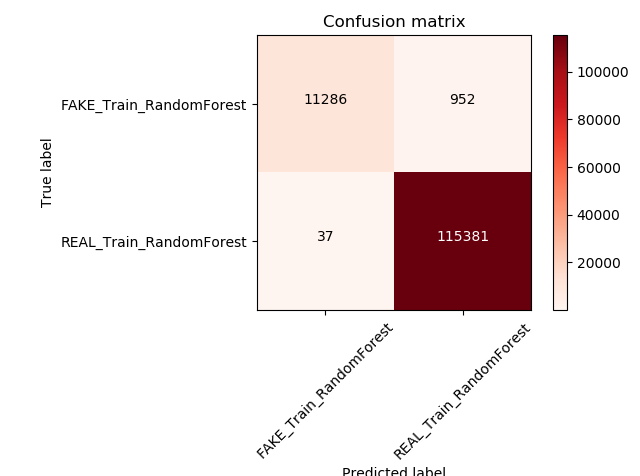 Confusion matrix
FAKE_Train_RandomForest
11286
952
REAL_Train_RandomForest
37
115381
True label
FAKE_Train_RandomForest
REAL_Train_RandomForest
Predicted label
100000
80000
60000
40000
20000